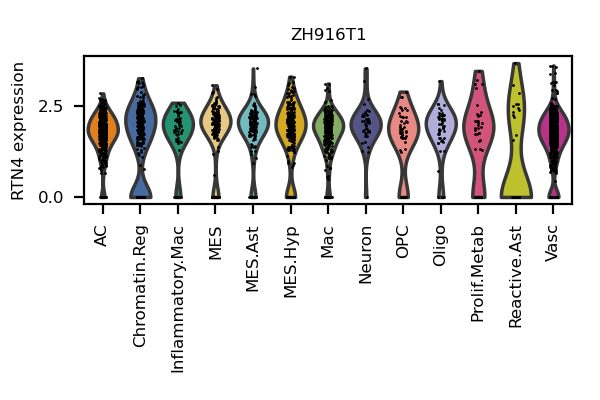 ZH916T1
RTN4 expression
2.5
0.0
AC
Chromatin.Reg
Inflammatory.Mac
MES
MES.Ast
MES.Hyp
Mac
Neuron
OPC
Oligo
Prolif.Metab
Reactive.Ast
Vasc